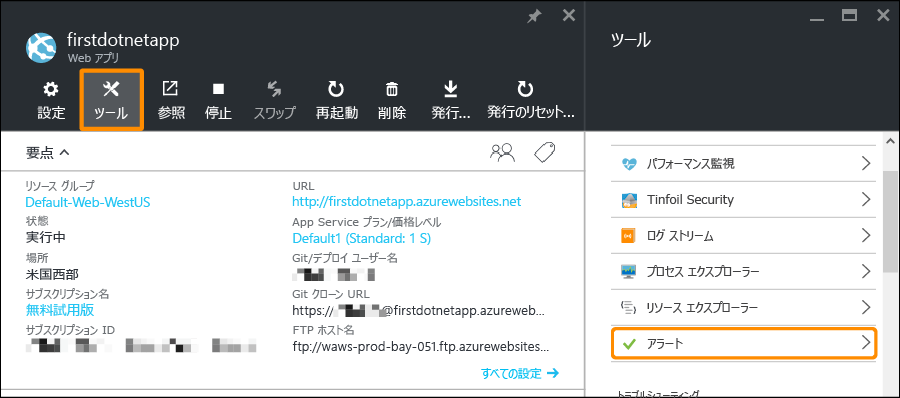 firstdotnetapp
Web アプリ
設定
ツール
参照
停止
スワップ
再起動
削除
発行...
発行のリセット...
要点
リソース グループ
Default-Web-WestUS
状態
実行中
場所
米国西部
サブスクリプション名
無料試用版
サブスクリプション ID
URL
http://firstdotnetapp.azurewebsites.net
App Service プラン/価格レベル
Default1 (Standard: 1 S)
Git/デプロイ ユーザー名
Git クローン URL
https://
@firstdotnetapp.azureweb...
FTP ホスト名
ftp://waws-prod-bay-051.ftp.azurewebsites...
すべての設定
ツール
パフォーマンス監視
Tinfoil Security
ログ ストリーム
プロセス エクスプローラー
リソース エクスプローラー
アラート
トラブルシューティング